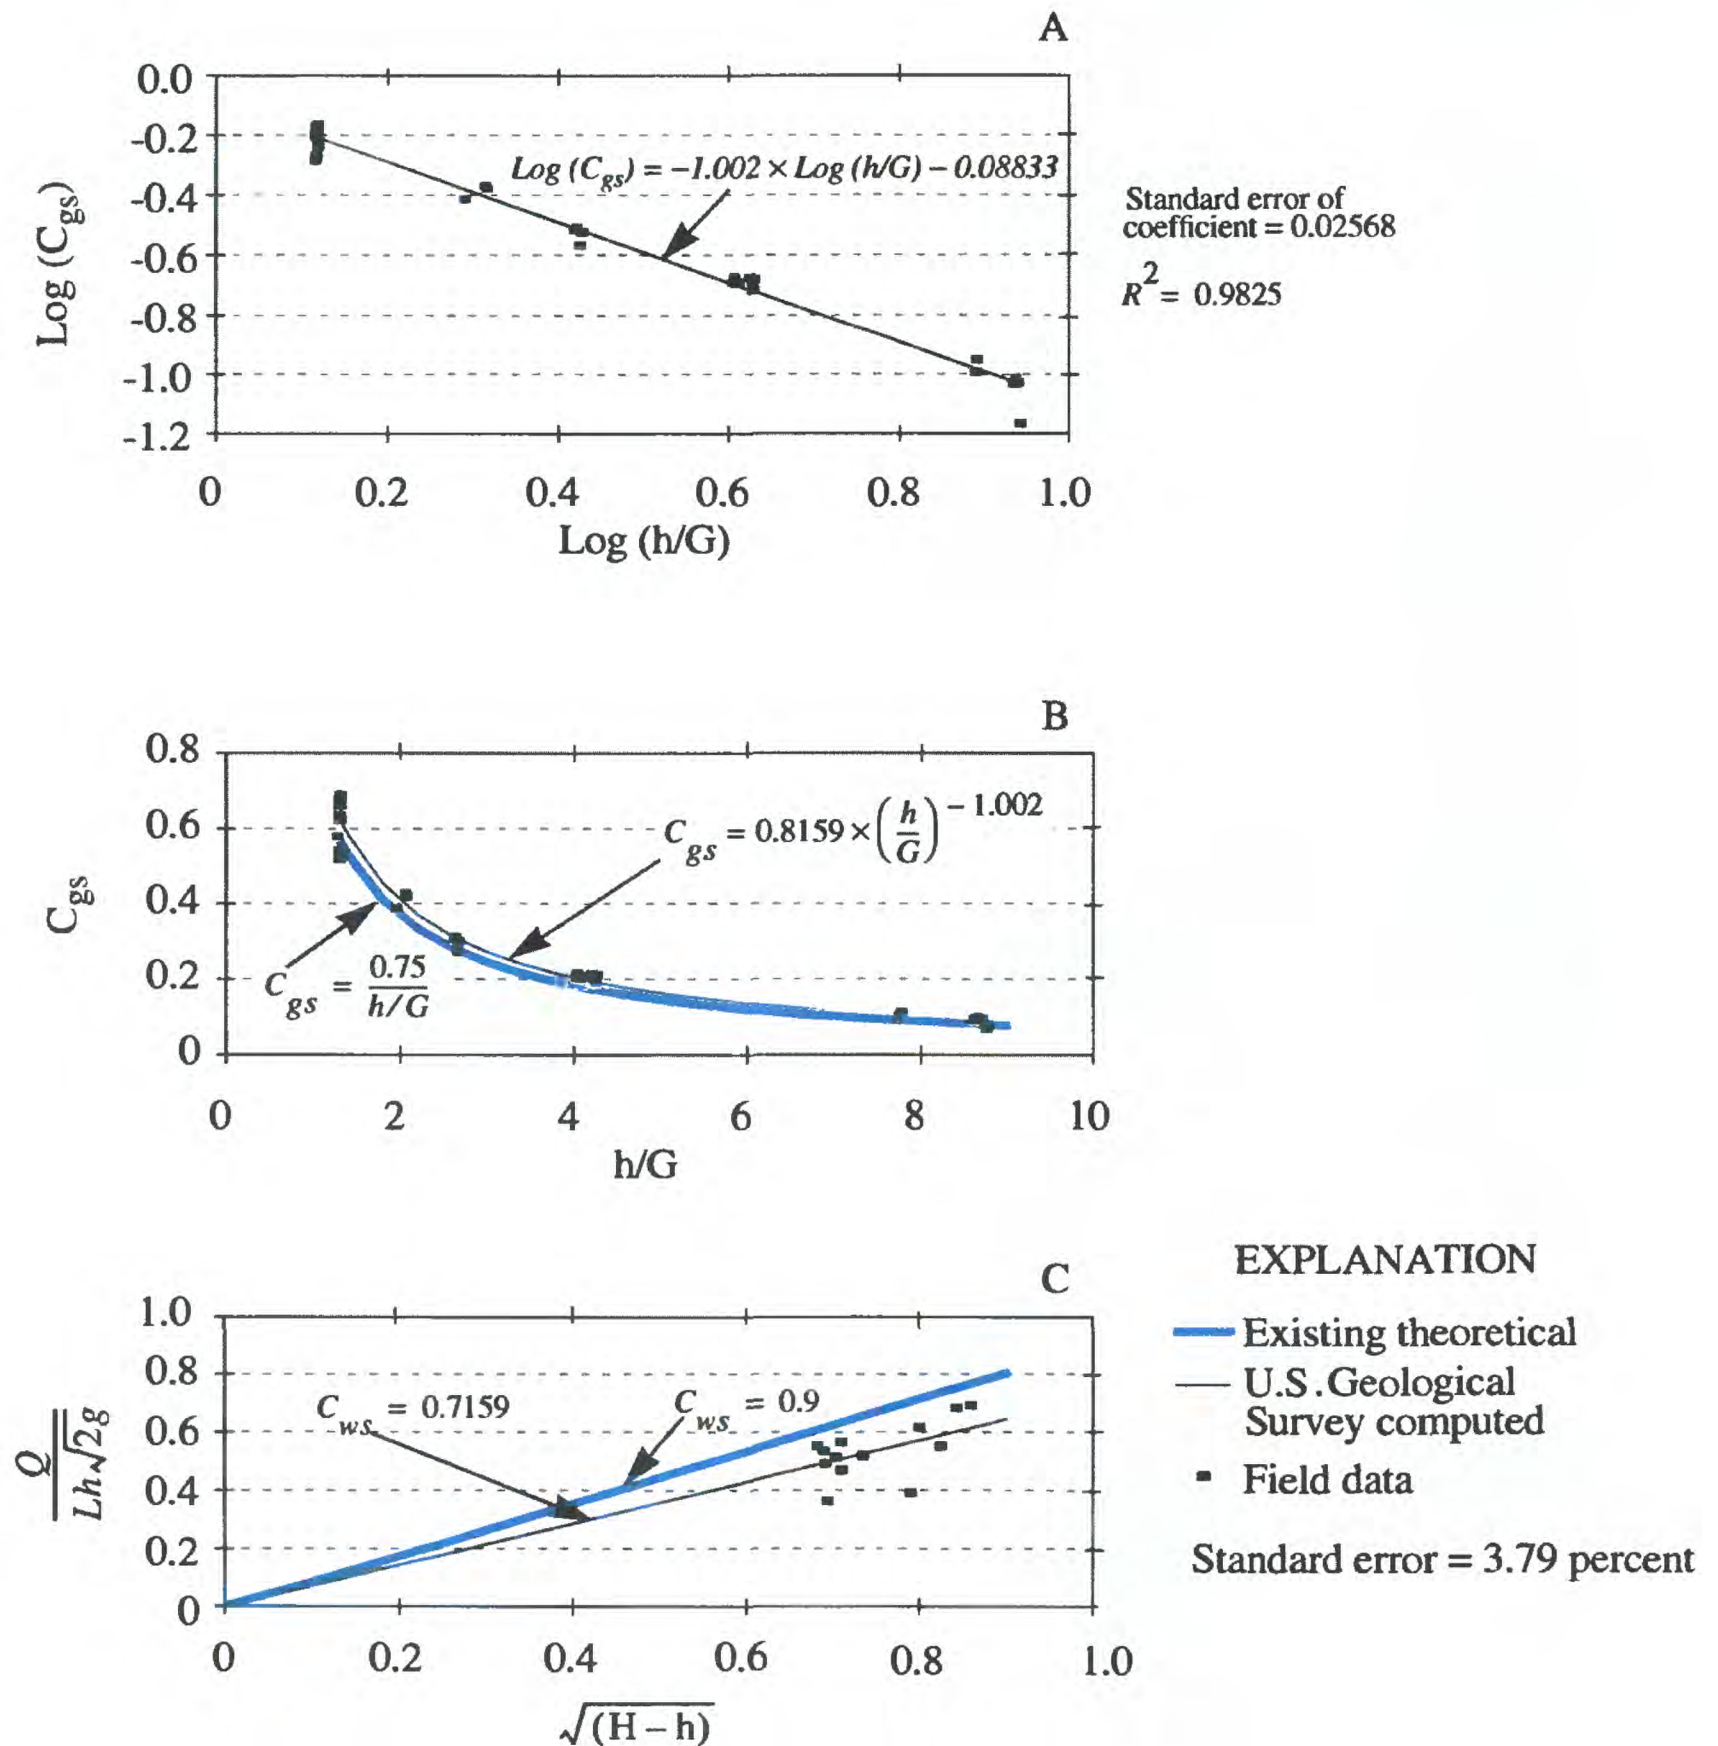 A
0.0
-0.2
-0.4
-0.6
-0.8
-1.0
-1.2
Log (C_gs)
Log (C_gs) = −1.002 × Log (h/G) − 0.08833
Standard error of
coefficient = 0.02568
R² = 0.9825
0 0.2 0.4 0.6 0.8 1.0
Log (h/G)
B
0.8
0.6
0.4
0.2
0
C_gs
C_gs = 0.8159 × (h/G)^−1.002
C_gs = 0.75 / h/G
0 2 4 6 8 10
h/G
C
1.0
0.8
0.6
0.4
0.2
0
Q / Lh√2g
C_ws = 0.7159
C_ws = 0.9
0 0.2 0.4 0.6 0.8 1.0
√(H − h)
EXPLANATION
Existing theoretical
U.S. Geological
Survey computed
Field data
Standard error = 3.79 percent